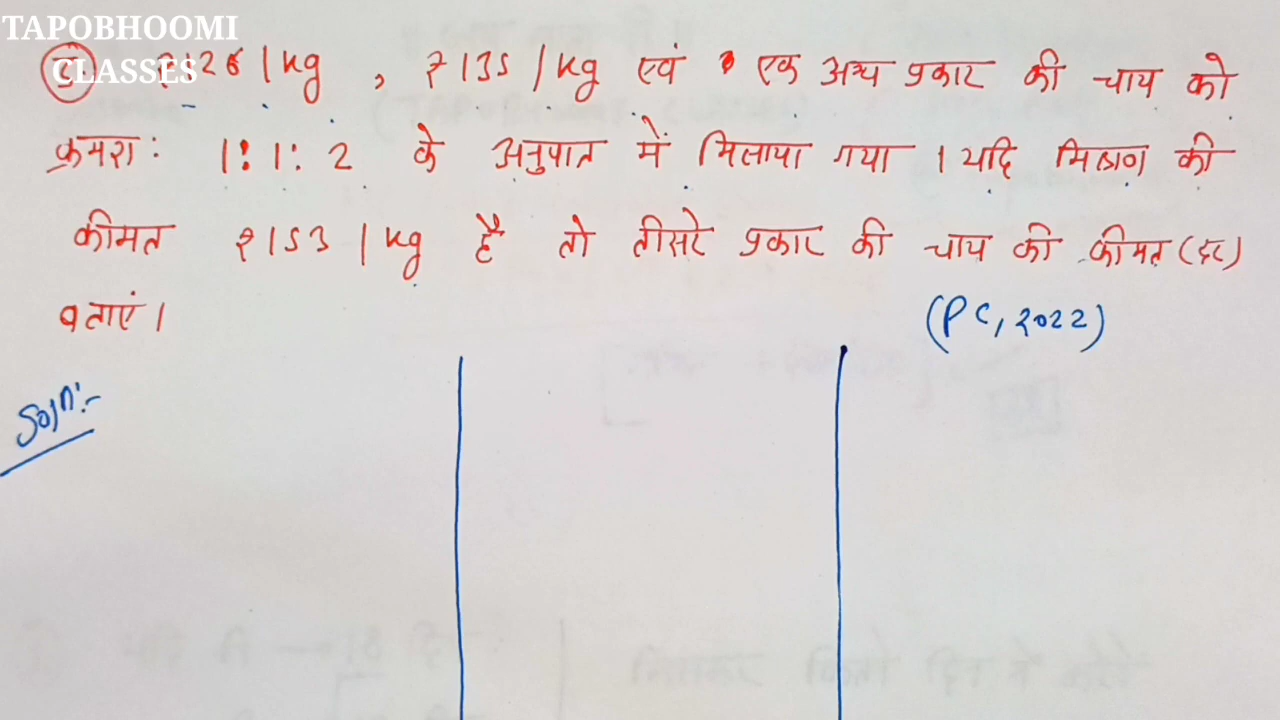 TAPOBHOOMI
CLASSES
₹126/kg , ₹135/kg एवं एक अन्य प्रकार की चाय को
क्रमशः 1:1:2 के अनुपात में मिलाया गया । यदि मिश्रण की
कीमत ₹153/kg है तो तीसरे प्रकार की चाय की कीमत (दर)
बताएं।
(PC, 2022)
Soln:-